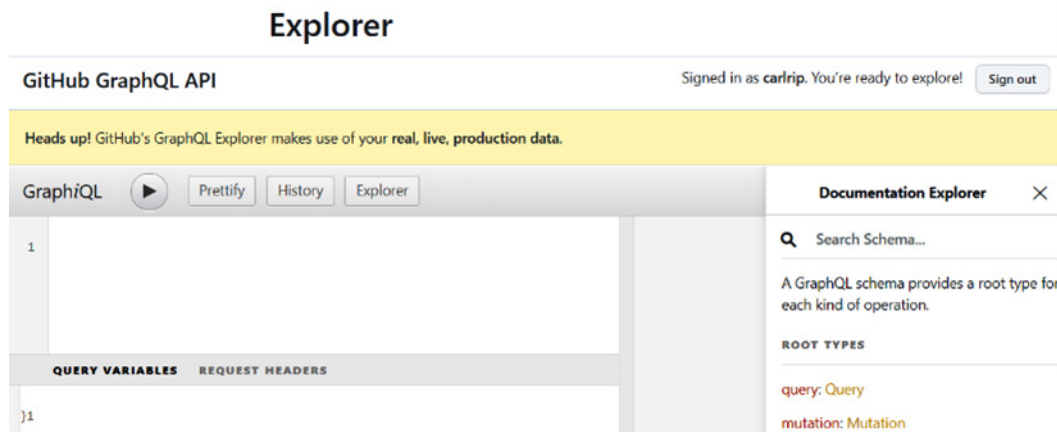 Explorer
GitHub GraphQL API
Signed in as carlrip. You're ready to explore! Sign out
Heads up! GitHub's GraphQL Explorer makes use of your real, live, production data.
GraphiQL Prettify History Explorer
1
QUERY VARIABLES REQUEST HEADERS
}1
Documentation Explorer
Search Schema...
A GraphQL schema provides a root type for
each kind of operation.
ROOT TYPES
query: Query
mutation: Mutation